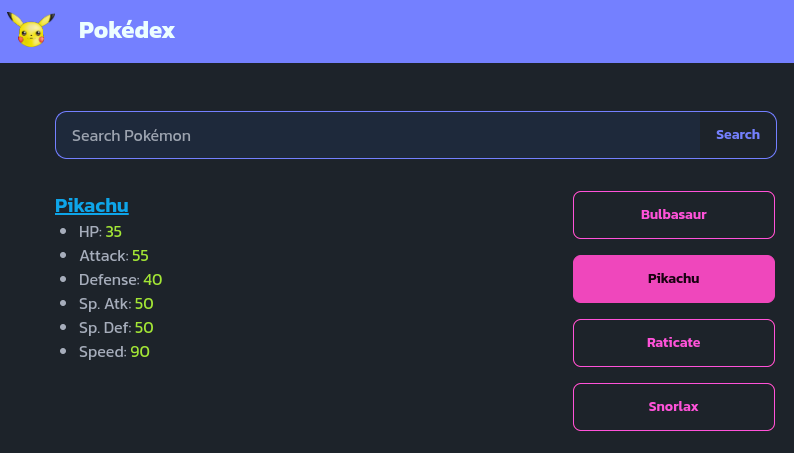 Pokédex
Search Pokémon
Search
Pikachu
HP: 35
Attack: 55
Defense: 40
Sp. Atk: 50
Sp. Def: 50
Speed: 90
Bulbasaur
Pikachu
Raticate
Snorlax